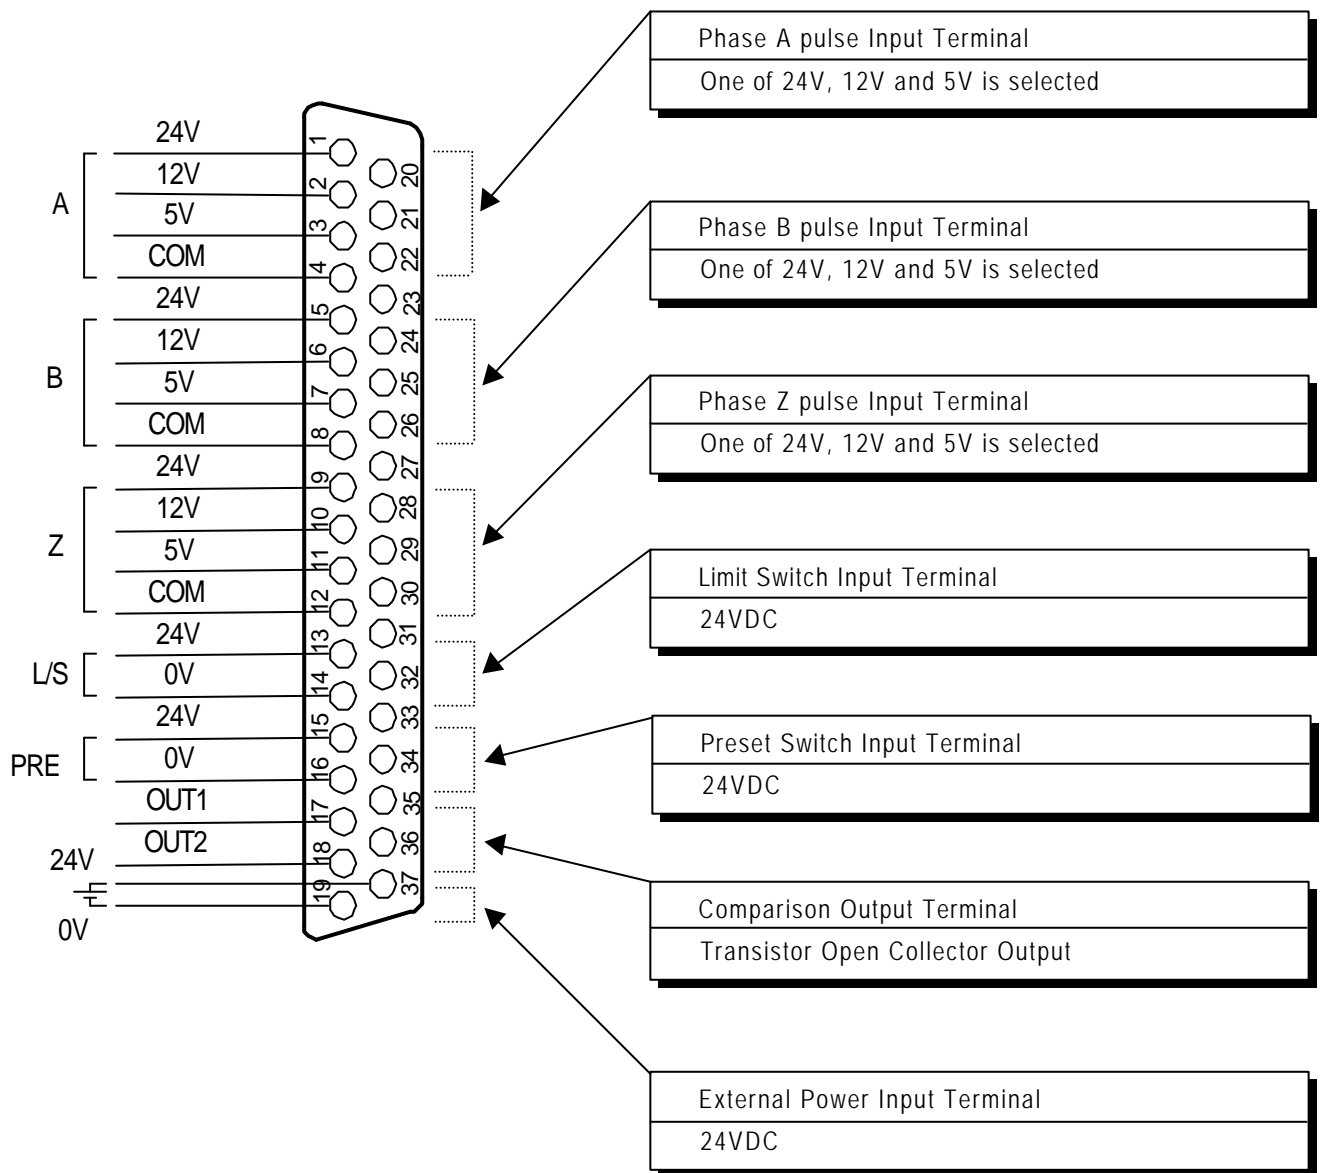 Phase A pulse Input Terminal
One of 24V, 12V and 5V is selected
24V
1
20
12V
2
A
5V
21
3
COM
22
4
24V
23
5
12V
24
6
B
5V
25
7
COM
26
8
24V
27
9
12V
28
10
Z
5V
29
11
COM
30
12
24V
31
13
L/S
0V
32
14
24V
33
15
PRE
0V
34
16
OUT1
35
17
OUT2
36
18
24V
37
19
0V
Phase B pulse Input Terminal
One of 24V, 12V and 5V is selected
Phase Z pulse Input Terminal
One of 24V, 12V and 5V is selected
Limit Switch Input Terminal
24VDC
Preset Switch Input Terminal
24VDC
Comparison Output Terminal
Transistor Open Collector Output
External Power Input Terminal
24VDC